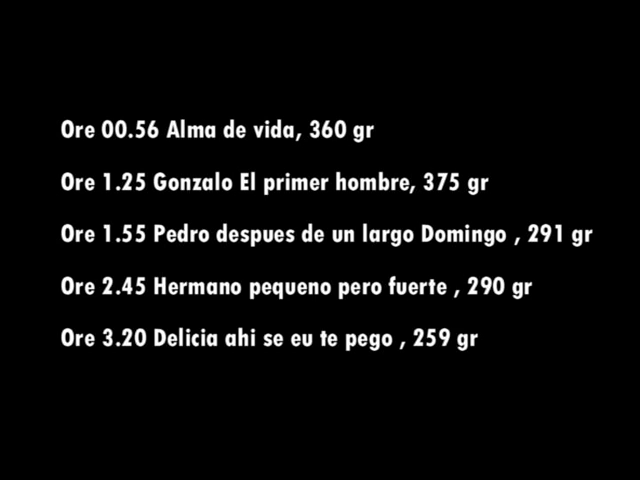 Ore 00.56 Alma de vida, 360 gr
Ore 1.25 Gonzalo El primer hombre, 375 gr
Ore 1.55 Pedro despues de un largo Domingo , 291 gr
Ore 2.45 Hermano pequeno pero fuerte , 290 gr
Ore 3.20 Delicia ahi se eu te pego , 259 gr